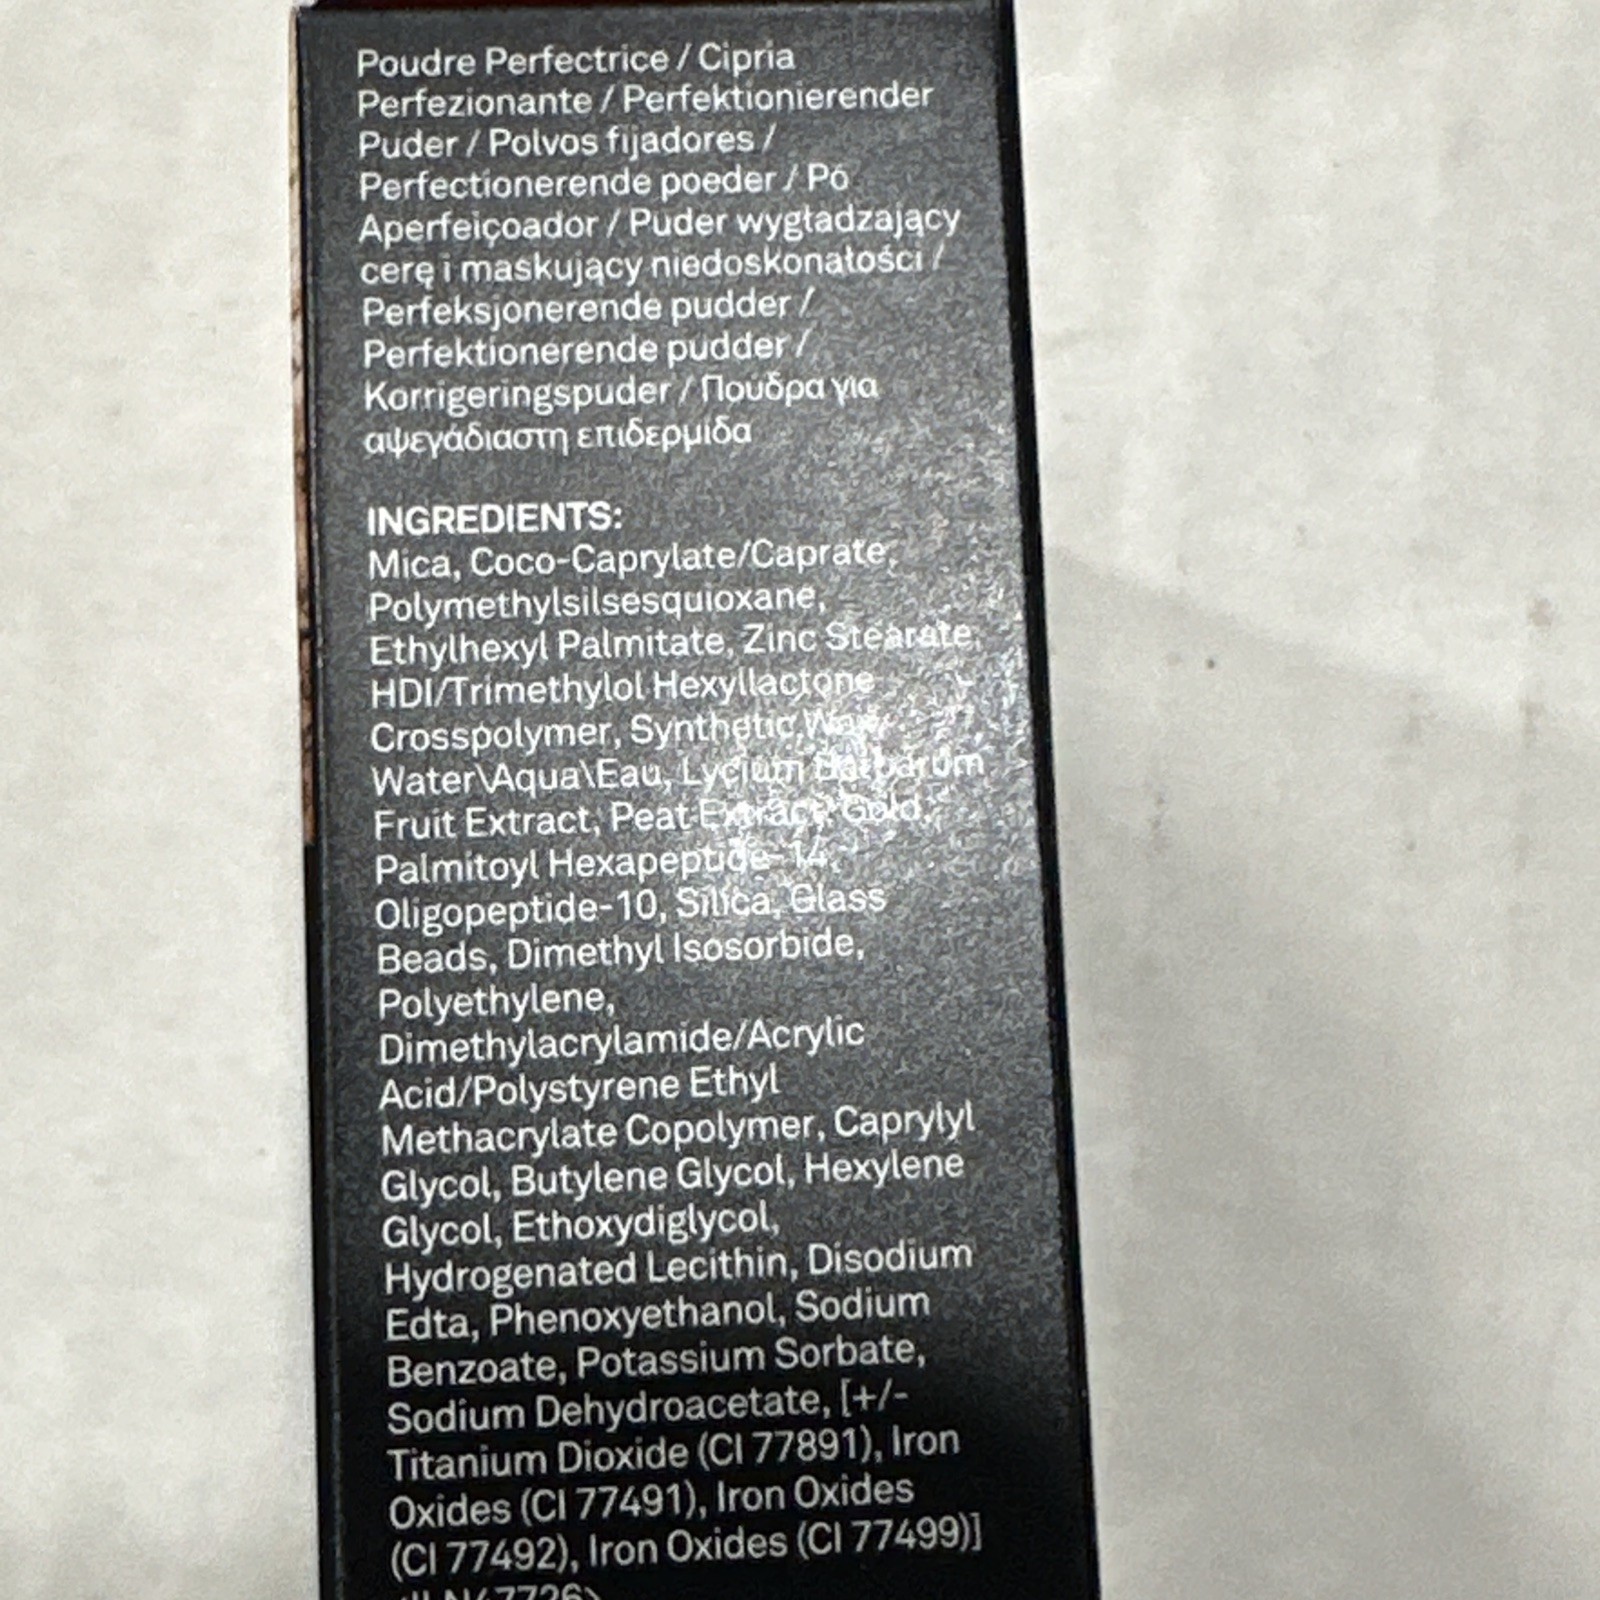 Poudre Perfectrice / Cipria
Perfezionante / Perfektionierender
Puder / Polvos fijadores /
Perfectionerende poeder / Pó
Aperfeiçoador / Puder wygładzający
cerę i maskujący niedoskonałości /
Perfeksjonerende pudder /
Perfektionerende pudder /
Korrigeringspuder / Πούδρα για
αψεγάδιαστη επιδερμίδα
INGREDIENTS:
Mica, Coco-Caprylate/Caprate,
Polymethylsilsesquioxane,
Ethylhexyl Palmitate, Zinc Stearate,
HDI/Trimethylol Hexyllactone
Crosspolymer, Synthetic Wax,
Water\Aqua\Eau, Lycium Barbarum
Fruit Extract, Peat Extract, Gold,
Palmitoyl Hexapeptide-14,
Oligopeptide-10, Silica, Glass
Beads, Dimethyl Isosorbide,
Polyethylene,
Dimethylacrylamide/Acrylic
Acid/Polystyrene Ethyl
Methacrylate Copolymer, Caprylyl
Glycol, Butylene Glycol, Hexylene
Glycol, Ethoxydiglycol,
Hydrogenated Lecithin, Disodium
Edta, Phenoxyethanol, Sodium
Benzoate, Potassium Sorbate,
Sodium Dehydroacetate, [+/-
Titanium Dioxide (CI 77891), Iron
Oxides (CI 77491), Iron Oxides
(CI 77492), Iron Oxides (CI 77499)]